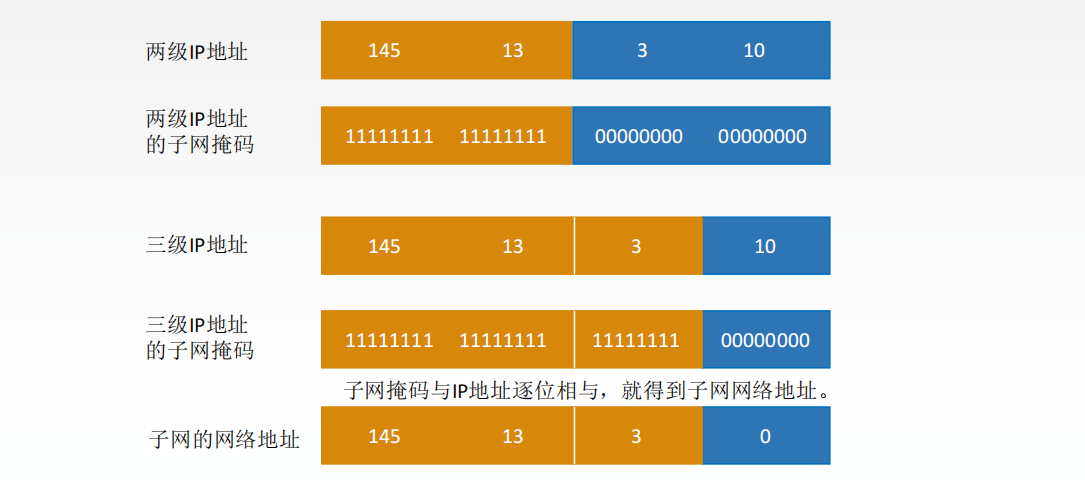 两级IP地址
145 13 3 10
两级IP地址
的子网掩码
11111111 11111111 00000000 00000000
三级IP地址
145 13 3 10
三级IP地址
的子网掩码
11111111 11111111 11111111 00000000
子网掩码与IP地址逐位相与，就得到子网网络地址。
子网的网络地址
145 13 3 0